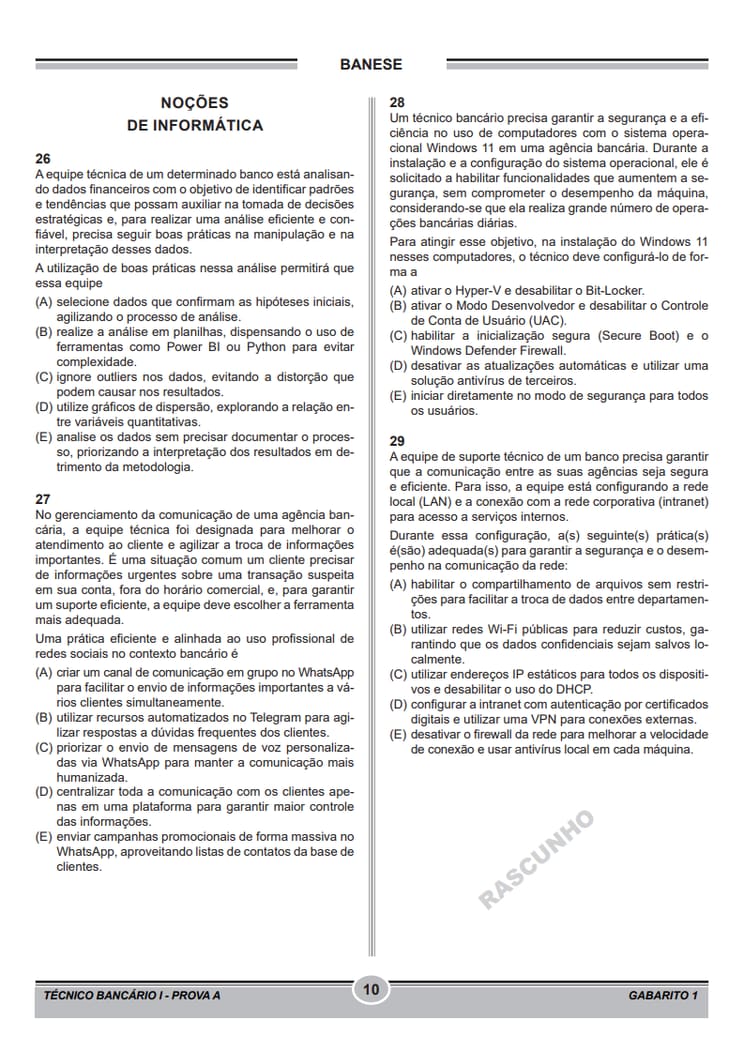 BANESE
NOÇÕES
DE INFORMÁTICA
26
A equipe técnica de um determinado banco está analisan-
do dados financeiros com o objetivo de identificar padrões
e tendências que possam auxiliar na tomada de decisões
estratégicas e, para realizar uma análise eficiente e con-
fiável, precisa seguir boas práticas na manipulação e na
interpretação desses dados.
A utilização de boas práticas nessa análise permitirá que
essa equipe
(A) selecione dados que confirmam as hipóteses iniciais,
agilizando o processo de análise.
(B) realize a análise em planilhas, dispensando o uso de
ferramentas como Power BI ou Python para evitar
complexidade.
(C) ignore outliers nos dados, evitando a distorção que
podem causar nos resultados.
(D) utilize gráficos de dispersão, explorando a relação en-
tre variáveis quantitativas.
(E) analise os dados sem precisar documentar o proces-
so, priorizando a interpretação dos resultados em de-
trimento da metodologia.
27
No gerenciamento da comunicação de uma agência ban-
cária, a equipe técnica foi designada para melhorar o
atendimento ao cliente e agilizar a troca de informações
importantes. É uma situação comum um cliente precisar
de informações urgentes sobre uma transação suspeita
em sua conta, fora do horário comercial, e, para garantir
um suporte eficiente, a equipe deve escolher a ferramenta
mais adequada.
Uma prática eficiente e alinhada ao uso profissional de
redes sociais no contexto bancário é
(A) criar um canal de comunicação em grupo no WhatsApp
para facilitar o envio de informações importantes a vá-
rios clientes simultaneamente.
(B) utilizar recursos automatizados no Telegram para agi-
lizar respostas a dúvidas frequentes dos clientes.
(C) priorizar o envio de mensagens de voz personaliza-
das via WhatsApp para manter a comunicação mais
humanizada.
(D) centralizar toda a comunicação com os clientes ape-
nas em uma plataforma para garantir maior controle
das informações.
(E) enviar campanhas promocionais de forma massiva no
WhatsApp, aproveitando listas de contatos da base de
clientes.
28
Um técnico bancário precisa garantir a segurança e a efi-
ciência no uso de computadores com o sistema opera-
cional Windows 11 em uma agência bancária. Durante a
instalação e a configuração do sistema operacional, ele é
solicitado a habilitar funcionalidades que aumentem a se-
gurança, sem comprometer o desempenho da máquina,
considerando-se que ela realiza grande número de opera-
ções bancárias diárias.
Para atingir esse objetivo, na instalação do Windows 11
nesses computadores, o técnico deve configurá-lo de for-
ma a
(A) ativar o Hyper-V e desabilitar o Bit-Locker.
(B) ativar o Modo Desenvolvedor e desabilitar o Controle
de Conta de Usuário (UAC).
(C) habilitar a inicialização segura (Secure Boot) e o
Windows Defender Firewall.
(D) desativar as atualizações automáticas e utilizar uma
solução antivírus de terceiros.
(E) iniciar diretamente no modo de segurança para todos
os usuários.
29
A equipe de suporte técnico de um banco precisa garantir
que a comunicação entre as suas agências seja segura
e eficiente. Para isso, a equipe está configurando a rede
local (LAN) e a conexão com a rede corporativa (intranet)
para acesso a serviços internos.
Durante essa configuração, a(s) seguinte(s) prática(s)
é(são) adequada(s) para garantir a segurança e o desem-
penho na comunicação da rede:
(A) habilitar o compartilhamento de arquivos sem restri-
ções para facilitar a troca de dados entre departamen-
tos.
(B) utilizar redes Wi-Fi públicas para reduzir custos, ga-
rantindo que os dados confidenciais sejam salvos lo-
calmente.
(C) utilizar endereços IP estáticos para todos os dispositi-
vos e desabilitar o uso do DHCP.
(D) configurar a intranet com autenticação por certificados
digitais e utilizar uma VPN para conexões externas.
(E) desativar o firewall da rede para melhorar a velocidade
de conexão e usar antivírus local em cada máquina.
RASCUNHO
TÉCNICO BANCÁRIO I - PROVA A
10
GABARITO 1